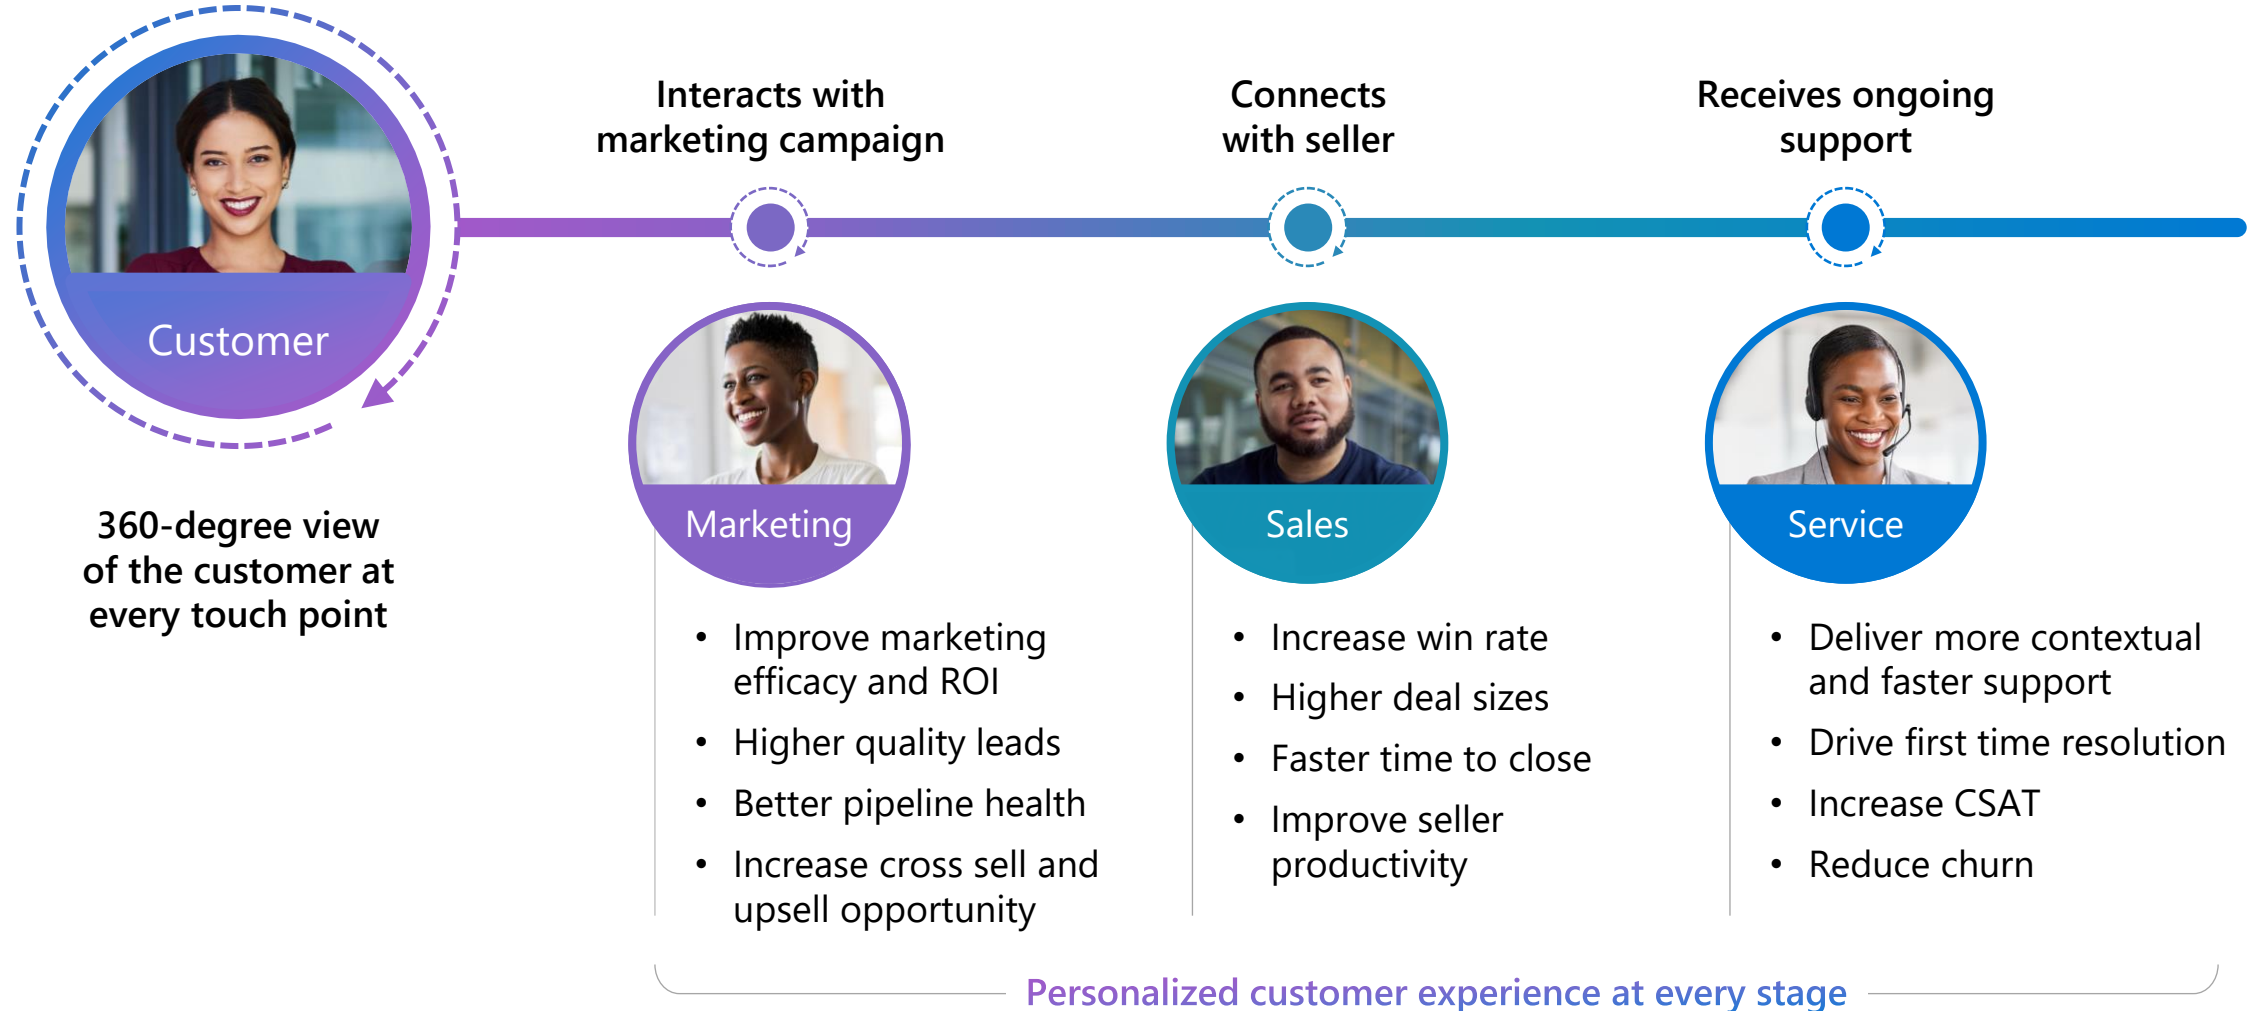 Customer
360-degree view
of the customer at
every touch point
Interacts with
marketing campaign
Marketing
• Improve marketing
efficacy and ROI
• Higher quality leads
• Better pipeline health
• Increase cross sell and
upsell opportunity
Connects
with seller
Sales
• Increase win rate
• Higher deal sizes
• Faster time to close
• Improve seller
productivity
Receives ongoing
support
Service
• Deliver more contextual
and faster support
• Drive first time resolution
• Increase CSAT
• Reduce churn
Personalized customer experience at every stage